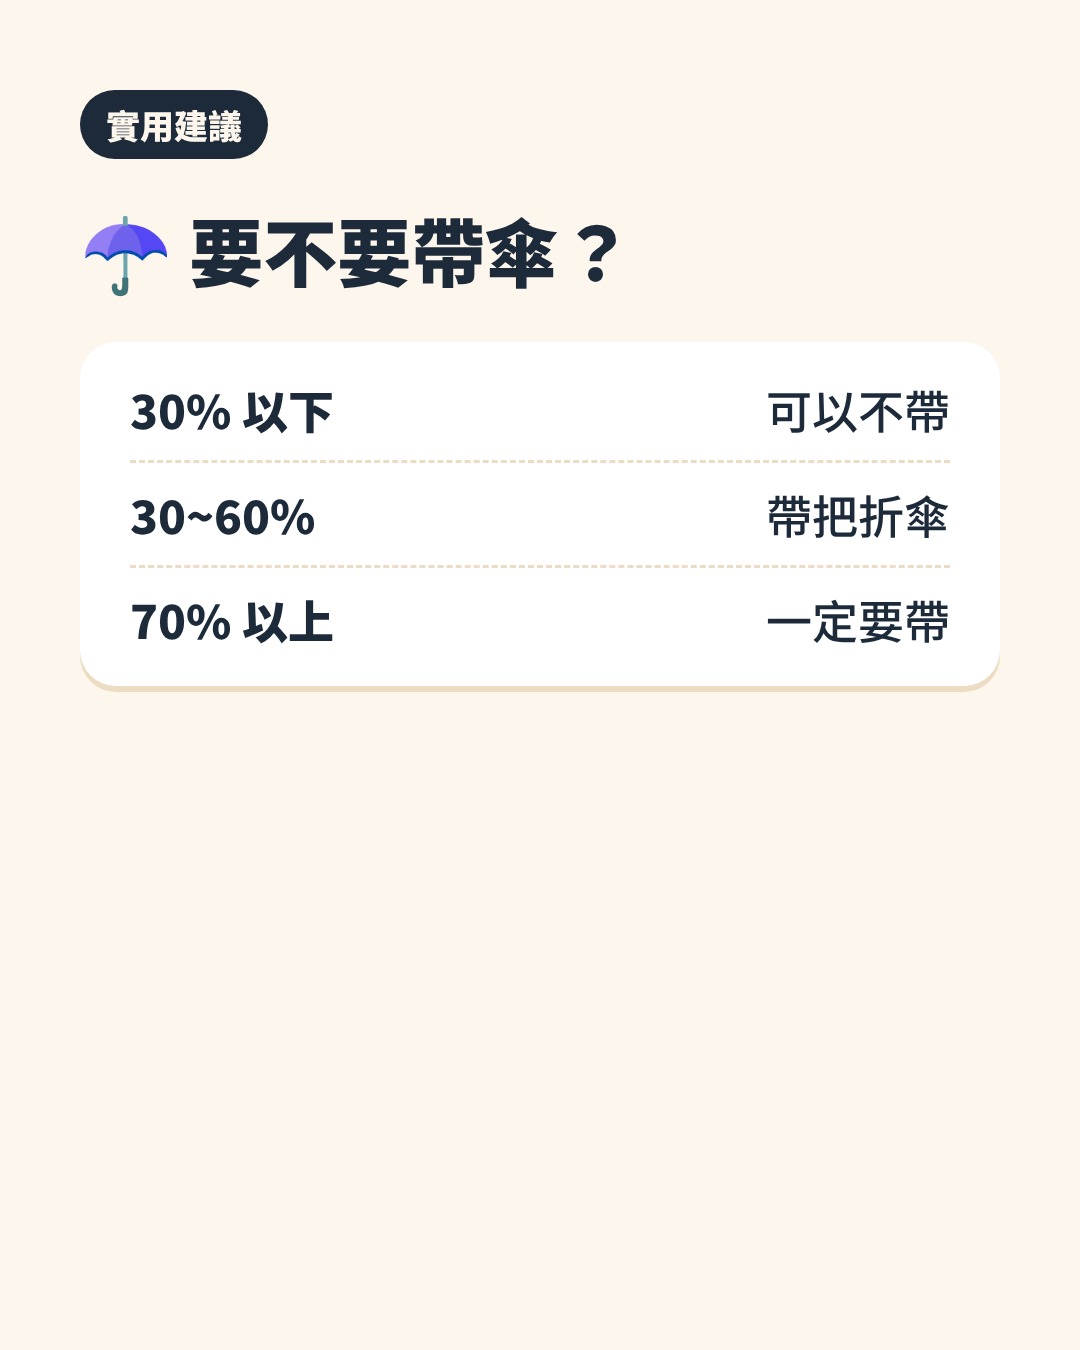 實用建議
☂️ 要不要帶傘？
30% 以下 可以不帶
30~60% 帶把折傘
70% 以上 一定要帶